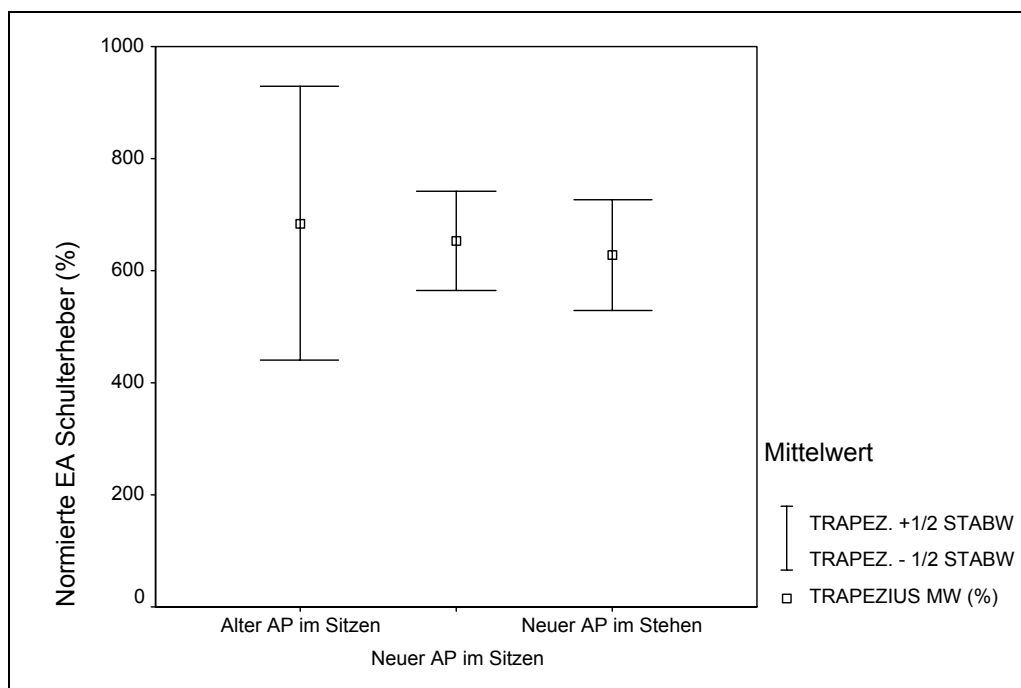 Normierte EA Schulterheber (%)
1000
800
600
400
200
0
Alter AP im Sitzen
Neuer AP im Sitzen
Neuer AP im Stehen
Mittelwert
TRAPEZ. +1/2 STABW
TRAPEZ. - 1/2 STABW
TRAPEZIUS MW (%)